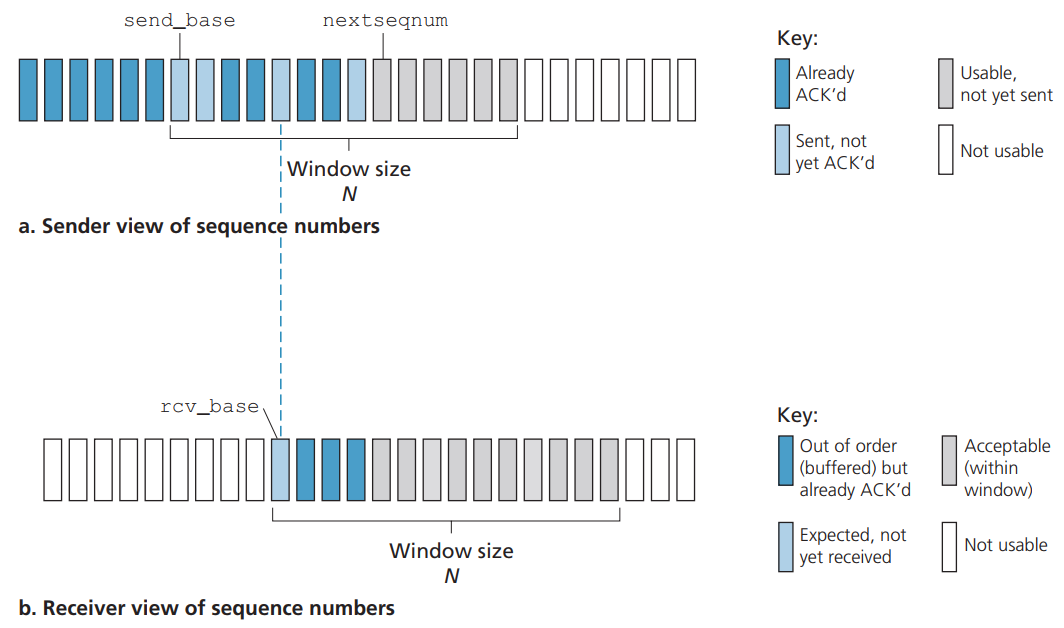 send_base
nextseqnum
Window size
N
Key:
Already
ACK’d
Usable,
not yet sent
Sent, not
yet ACK’d
Not usable
a. Sender view of sequence numbers
rcv_base
Window size
N
Key:
Out of order
(buffered) but
already ACK’d
Acceptable
(within
window)
Expected, not
yet received
Not usable
b. Receiver view of sequence numbers